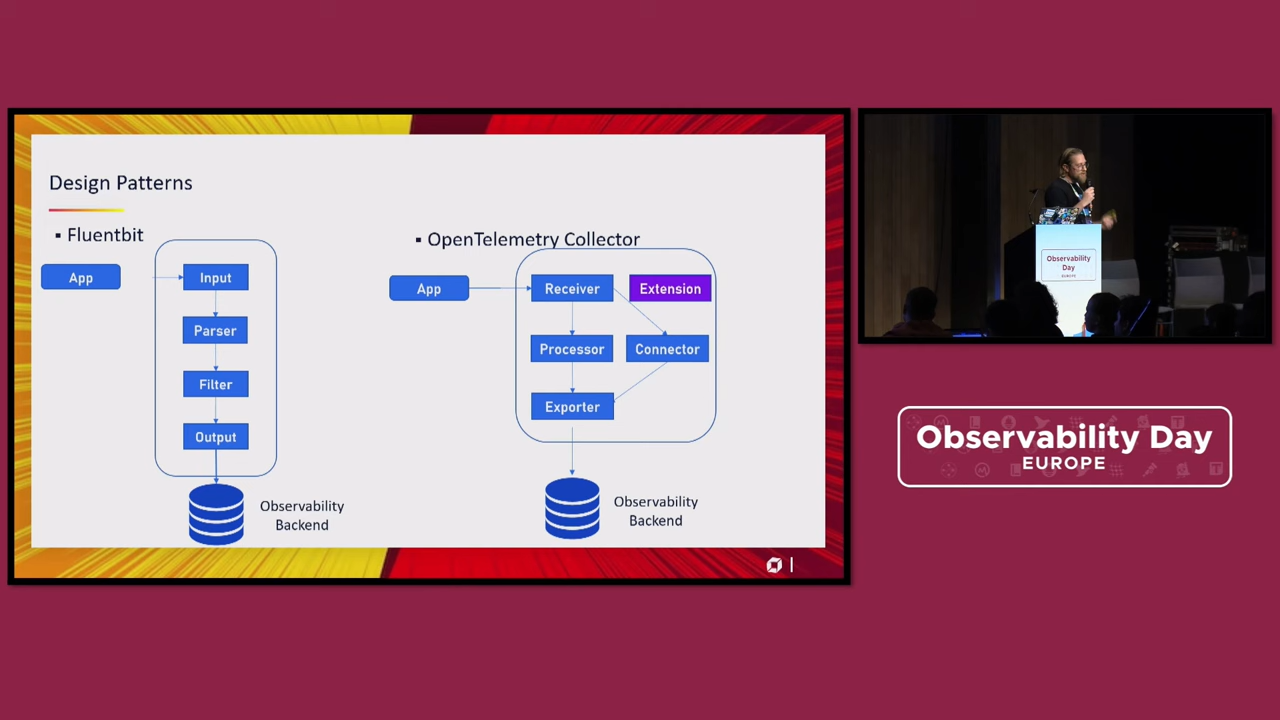 Design Patterns
▪ Fluentbit
App
Input
Parser
Filter
Output
Observability
Backend
▪ OpenTelemetry Collector
App
Receiver
Extension
Processor
Connector
Exporter
Observability
Backend
Observability
Day
EUROPE
Observability Day
EUROPE